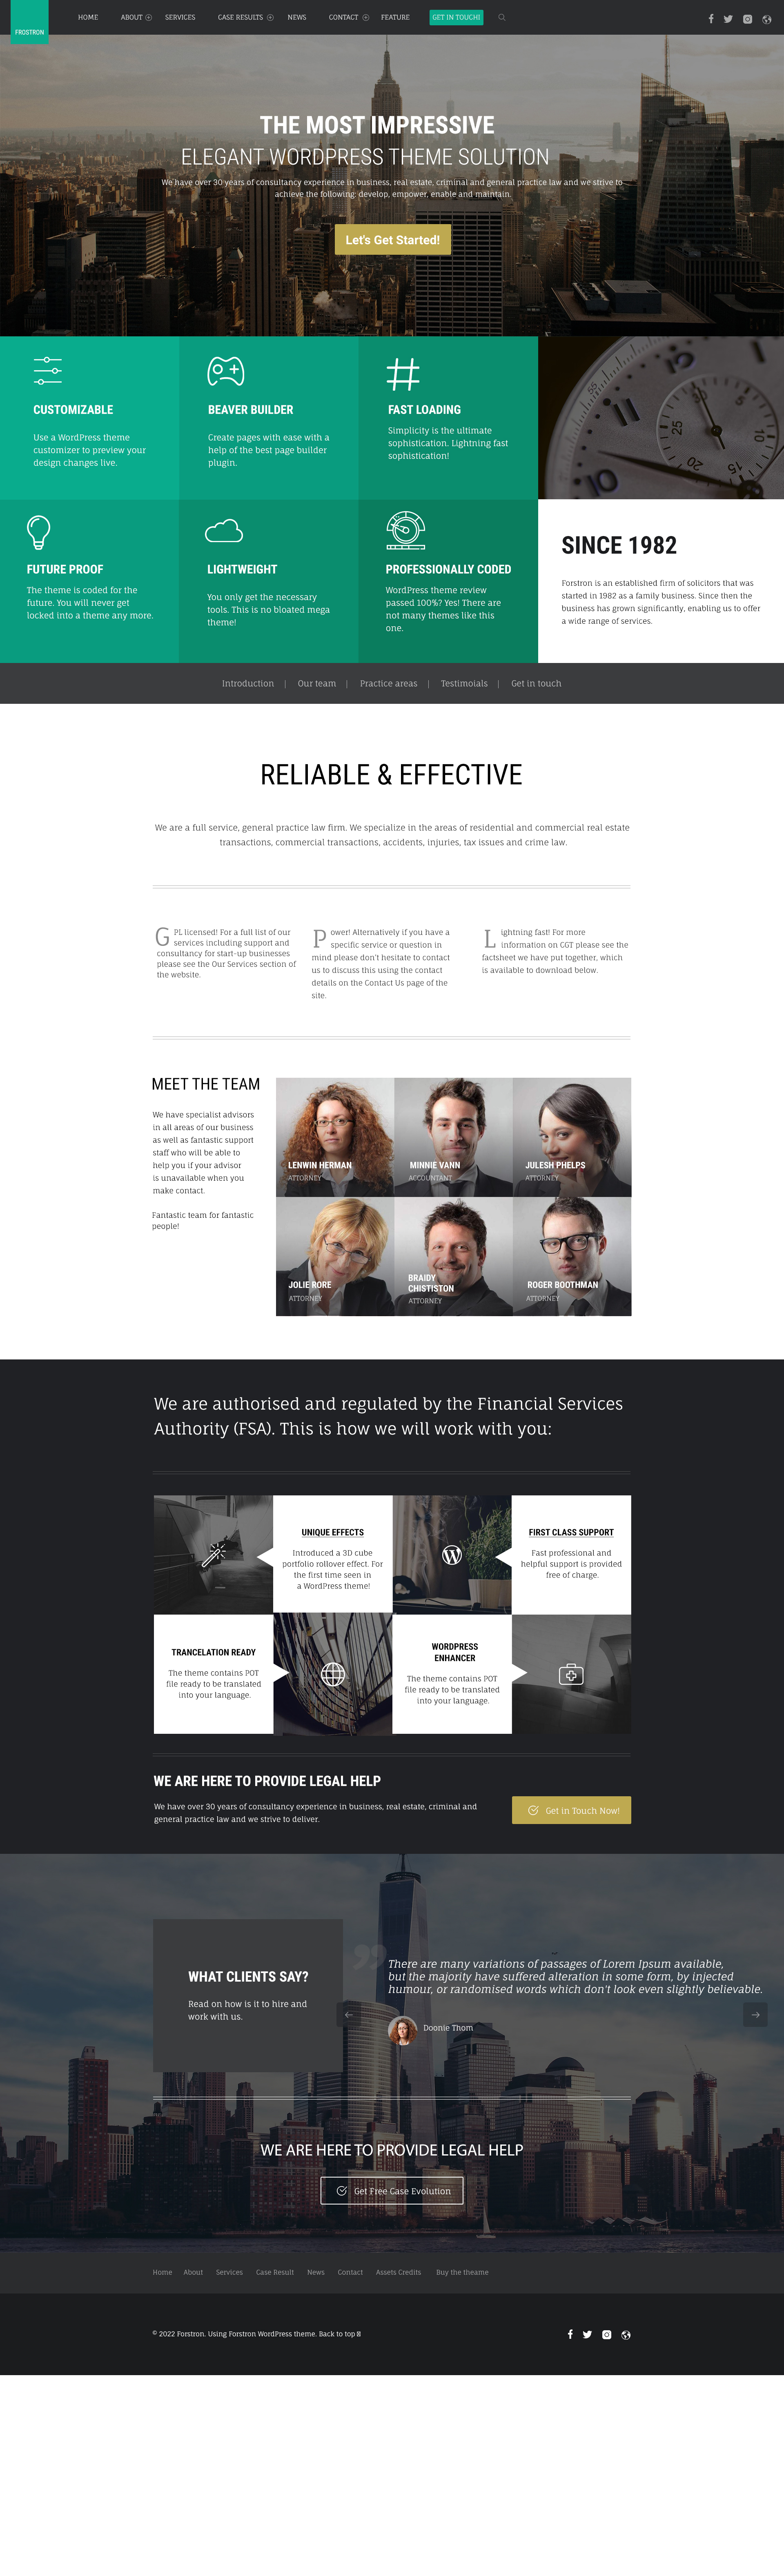 FROSTRON
HOME
ABOUT
SERVICES
CASE RESULTS
NEWS
CONTACT
FEATURE
GET IN TOUCH!
THE MOST IMPRESSIVE
ELEGANT WORDPRESS THEME SOLUTION
We have over 30 years of consultancy experience in business, real estate, criminal and general practice law and we strive to
achieve the following: develop, empower, enable and maintain.
Let's Get Started!
CUSTOMIZABLE
Use a WordPress theme
customizer to preview your
design changes live.
BEAVER BUILDER
Create pages with ease with a
help of the best page builder
plugin.
FAST LOADING
Simplicity is the ultimate
sophistication. Lightning fast
sophistication!
55
30
25
20
15
10
FUTURE PROOF
The theme is coded for the
future. You will never get
locked into a theme any more.
LIGHTWEIGHT
You only get the necessary
tools. This is no bloated mega
theme!
PROFESSIONALLY CODED
WordPress theme review
passed 100%? Yes! There are
not many themes like this
one.
SINCE 1982
Forstron is an established firm of solicitors that was
started in 1982 as a family business. Since then the
business has grown significantly, enabling us to offer
a wide range of services.
Introduction | Our team | Practice areas | Testimoials | Get in touch
RELIABLE & EFFECTIVE
We are a full service, general practice law firm. We specialize in the areas of residential and commercial real estate
transactions, commercial transactions, accidents, injuries, tax issues and crime law.
GPL licensed! For a full list of our
services including support and
consultancy for start-up businesses
please see the Our Services section of
the website.
Power! Alternatively if you have a
specific service or question in
mind please don't hesitate to contact
us to discuss this using the contact
details on the Contact Us page of the
site.
Lightning fast! For more
information on CGT please see the
factsheet we have put together, which
is available to download below.
MEET THE TEAM
We have specialist advisors
in all areas of our business
as well as fantastic support
staff who will be able to
help you if your advisor
is unavailable when you
make contact.
Fantastic team for fantastic
people!
LENWIN HERMAN
ATTORNEY
MINNIE VANN
ACCOUNTANT
JULESH PHELPS
ATTORNEY
JOLIE RORE
ATTORNEY
BRAIDY
CHISTISTON
ATTORNEY
ROGER BOOTHMAN
ATTORNEY
We are authorised and regulated by the Financial Services
Authority (FSA). This is how we will work with you:
UNIQUE EFFECTS
Introduced a 3D cube
portfolio rollover effect. For
the first time seen in
a WordPress theme!
FIRST CLASS SUPPORT
Fast professional and
helpful support is provided
free of charge.
TRANCELATION READY
The theme contains POT
file ready to be translated
into your language.
WORDPRESS
ENHANCER
The theme contains POT
file ready to be translated
into your language.
WE ARE HERE TO PROVIDE LEGAL HELP
We have over 30 years of consultancy experience in business, real estate, criminal and
general practice law and we strive to deliver.
Get in Touch Now!
WHAT CLIENTS SAY?
Read on how is it to hire and
work with us.
There are many variations of passages of Lorem Ipsum available,
but the majority have suffered alteration in some form, by injected
humour, or randomised words which don't look even slightly believable.
Doonie Thom
WE ARE HERE TO PROVIDE LEGAL HELP
Get Free Case Evolution
Home
About
Services
Case Result
News
Contact
Assets Credits
Buy the theame
© 2022 Forstron. Using Forstron WordPress theme. Back to top